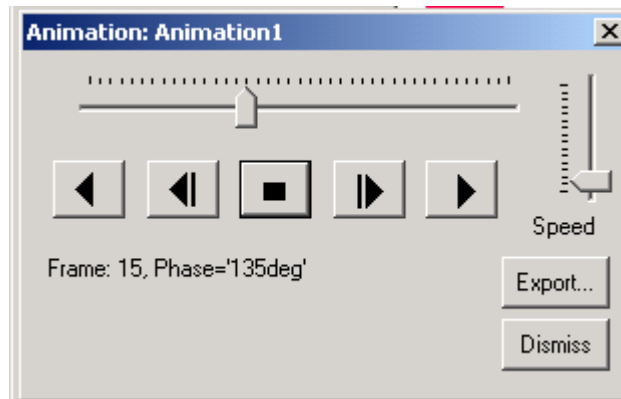 Animation: Animation1
Speed
Frame: 15, Phase='135deg'
Export...
Dismiss